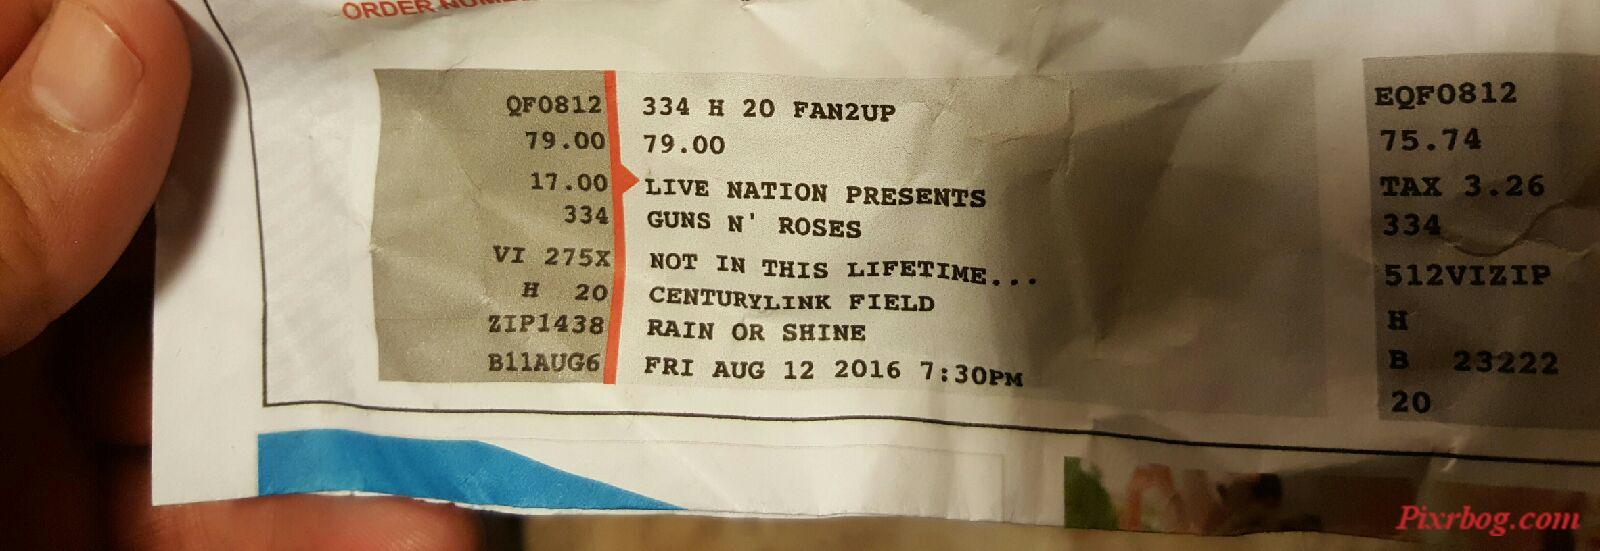 ORDER NUMBE
QF0812
79.00
17.00
334
VI 275X
H 20
ZIP1438
B11AUG6
334 H 20 FAN2UP
79.00
LIVE NATION PRESENTS
GUNS N' ROSES
NOT IN THIS LIFETIME...
CENTURYLINK FIELD
RAIN OR SHINE
FRI AUG 12 2016 7:30PM
EQF0812
75.74
TAX 3.26
334
512VIZIP
H
B 23222
20
Pixrbog.com